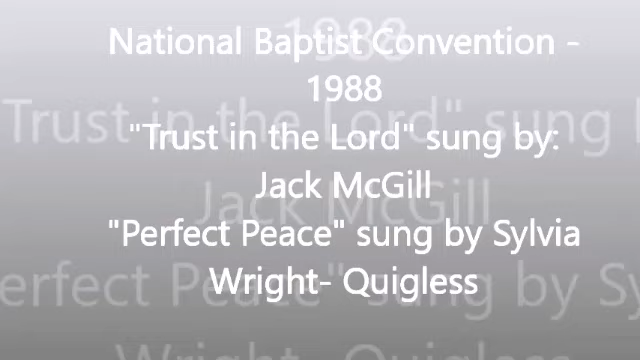 National Baptist Convention -
1988
"Trust in the Lord" sung by:
Jack McGill
"Perfect Peace" sung by Sylvia
Wright- Quigless